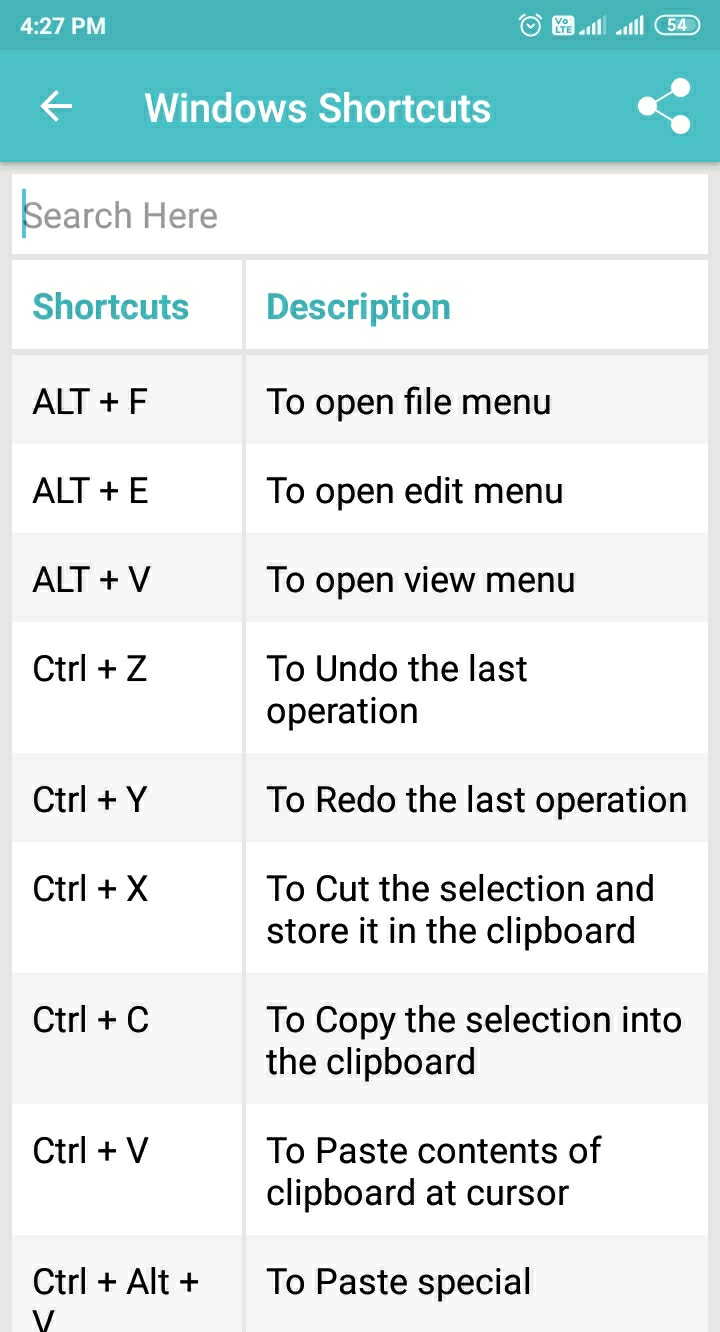 4:27 PM
Vo LTE
54
Windows Shortcuts
Search Here
Shortcuts Description
ALT + F To open file menu
ALT + E To open edit menu
ALT + V To open view menu
Ctrl + Z To Undo the last
operation
Ctrl + Y To Redo the last operation
Ctrl + X To Cut the selection and
store it in the clipboard
Ctrl + C To Copy the selection into
the clipboard
Ctrl + V To Paste contents of
clipboard at cursor
Ctrl + Alt + To Paste special
V